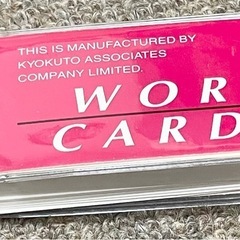 THIS IS MANUFACTURED BY
KYOKUTO ASSOCIATES
COMPANY LIMITED.
WOR
CARD